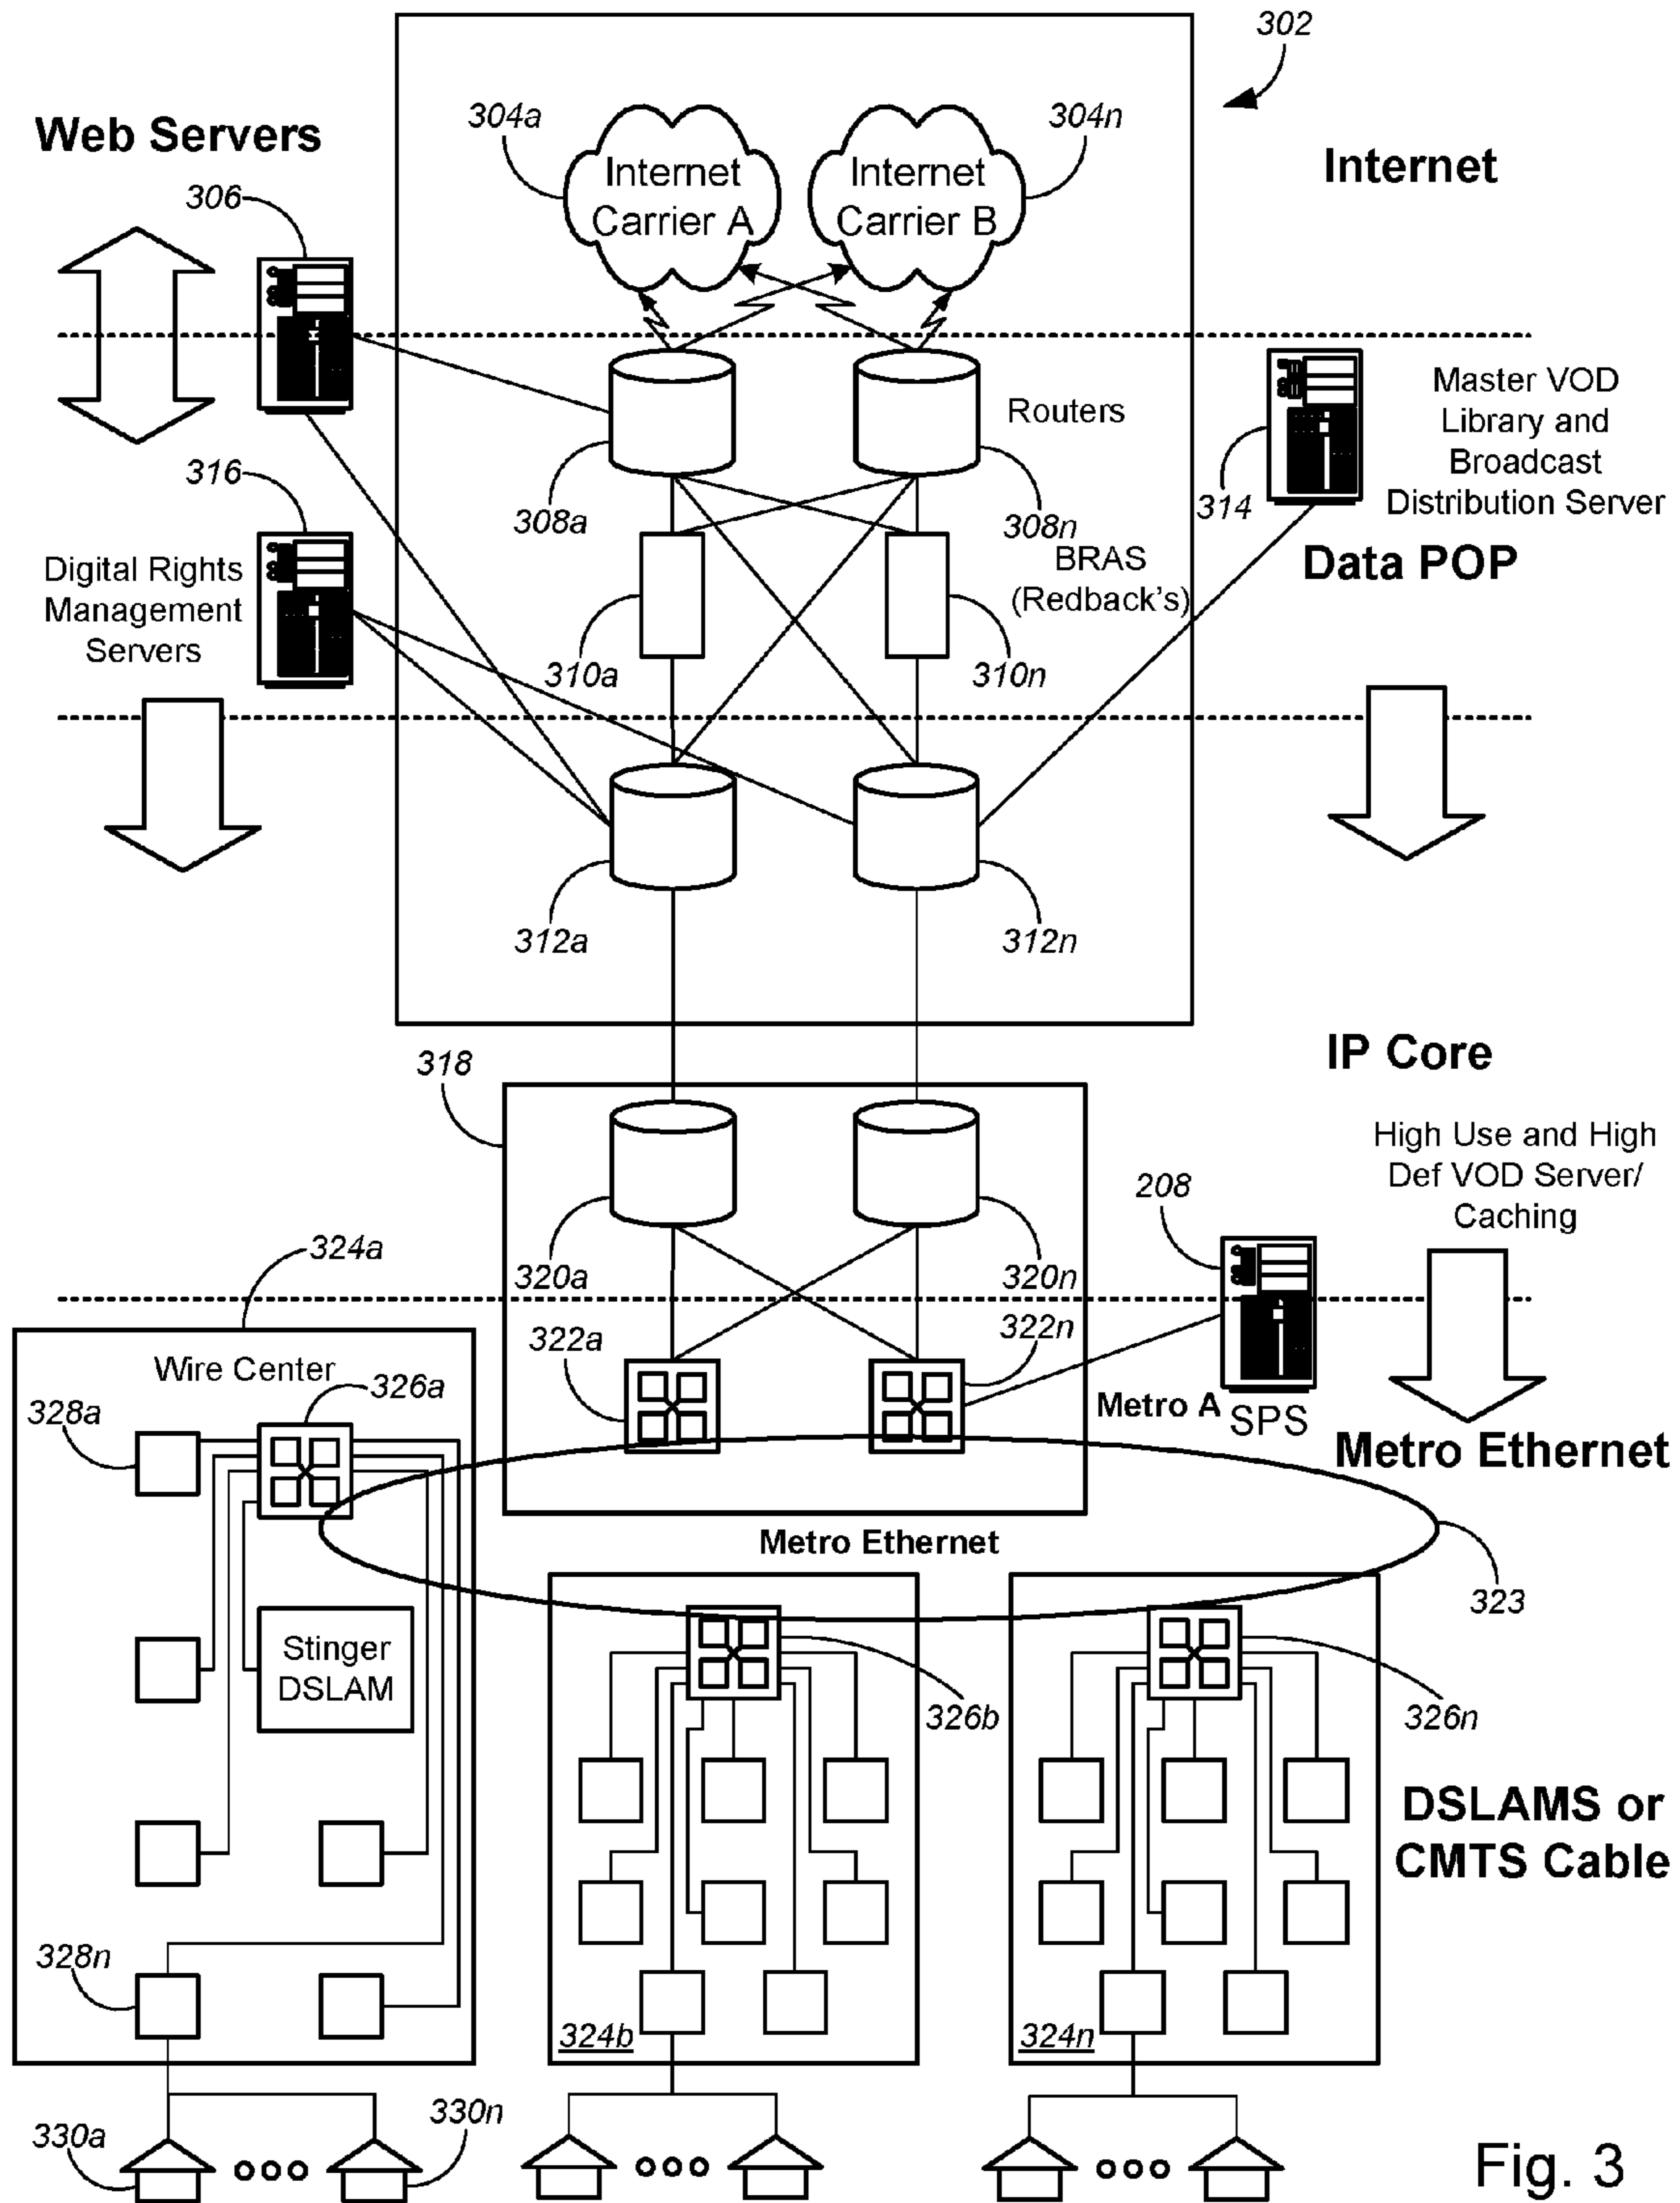 302
304a
304n
Web Servers
Internet
Carrier A
Internet
Carrier B
Internet
306
Routers
Master VOD
Library and
Broadcast
Distribution Server
314
316
308a
308n
BRAS
(Redback's)
Data POP
Digital Rights
Management
Servers
310a
310n
312a
312n
IP Core
318
High Use and High
Def VOD Server/
Caching
208
324a
320a
320n
322a
322n
Wire Center
326a
328a
Metro A
SPS
Metro Ethernet
Metro Ethernet
323
Stinger
DSLAM
326b
326n
DSLAMS or
CMTS Cable
328n
324b
324n
330a
330n
Fig. 3